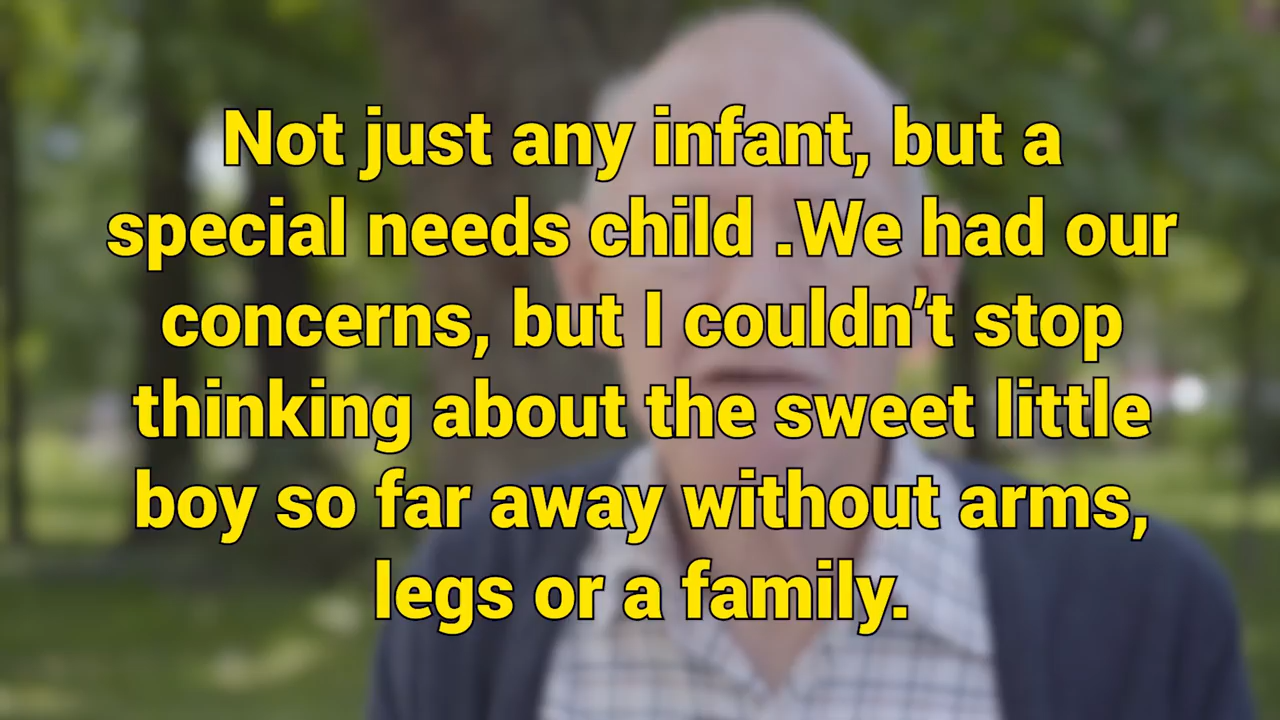 Not just any infant, but a
special needs child .We had our
concerns, but I couldn’t stop
thinking about the sweet little
boy so far away without arms,
legs or a family.